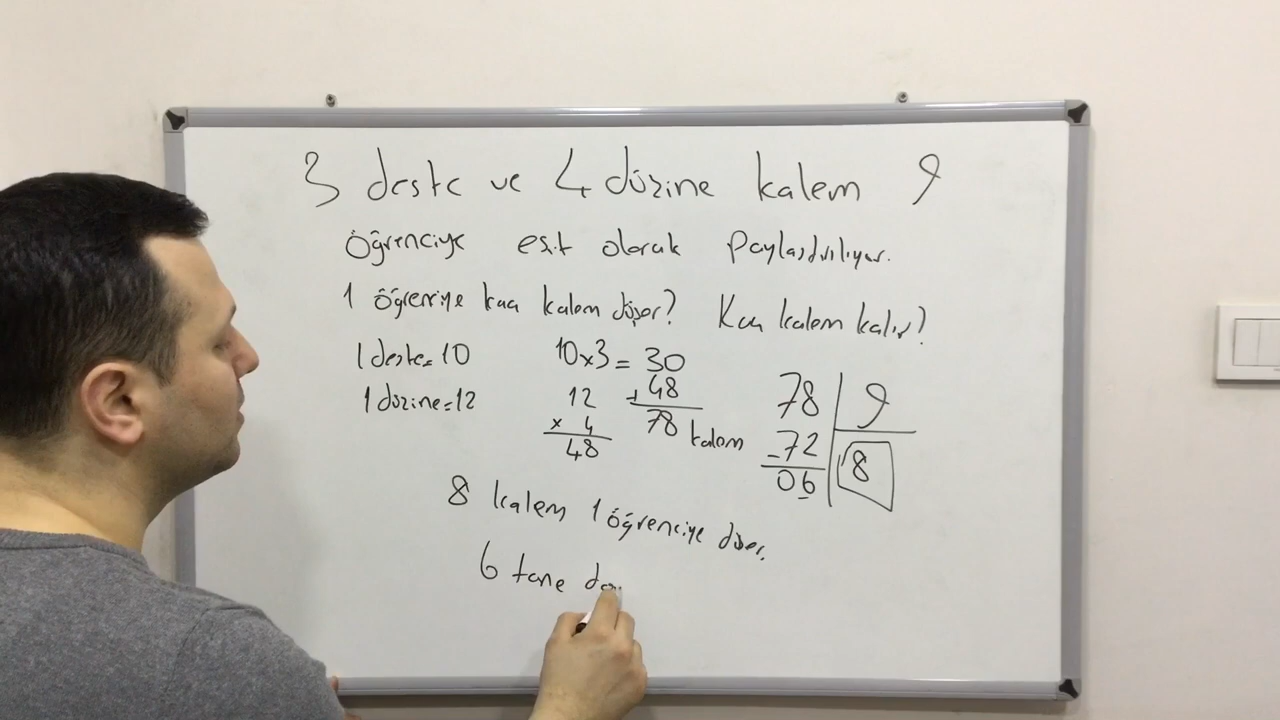 3 deste ve 4 düzine kalem 9
öğrenciye eşit olarak paylaştırılıyor.
1 öğrenciye kaç kalem düşer? Kaç kalem kalır?
1 deste=10
1 düzine=12
10x3=30
12
x 4
48
+48
78 kalem
78 9
-72 8
06
8 kalem 1 öğrenciye düşer.
6 tane da